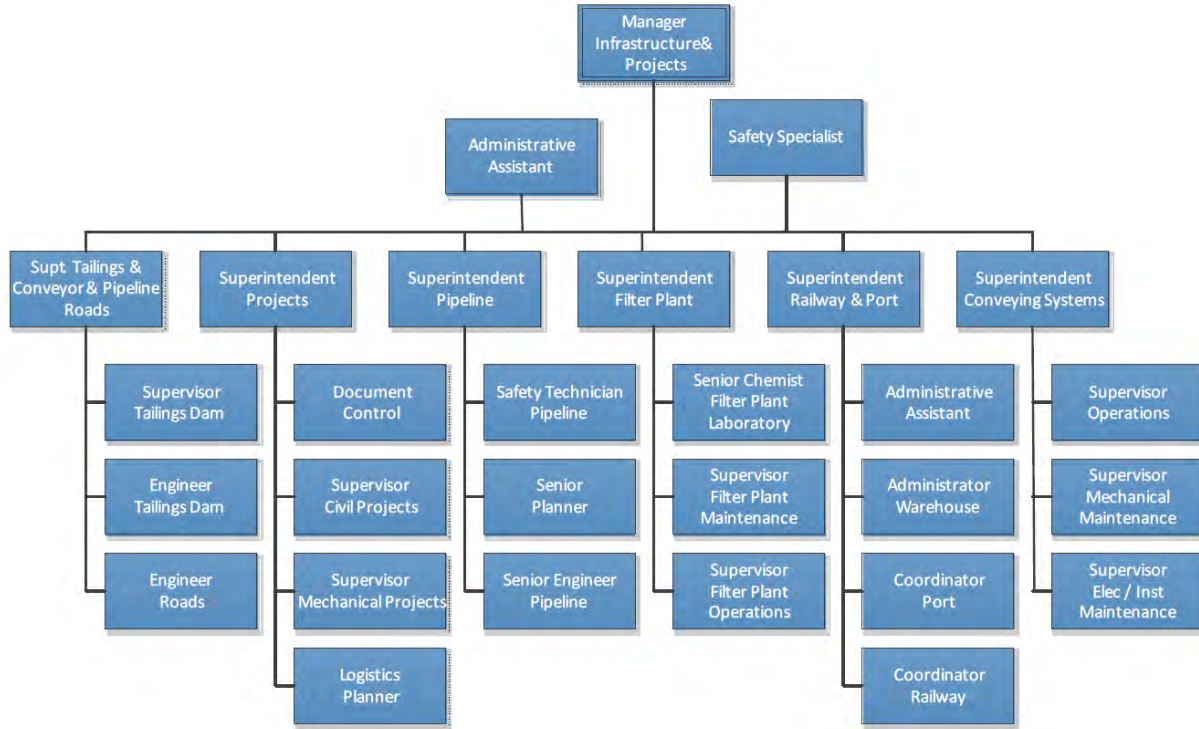 Manager
Infrastructure&
Projects
Safety Specialist
Administrative
Assistant
Supt. Tailings &
Conveyor & Pipeline
Roads
Superintendent
Projects
Superintendent
Pipeline
Superintendent
Filter Plant
Superintendent
Railway & Port
Superintendent
Conveying Systems
Supervisor
Tailings Dam
Document
Control
Safety Technician
Pipeline
Senior Chemist
Filter Plant
Laboratory
Administrative
Assistant
Supervisor
Operations
Engineer
Tailings Dam
Supervisor
Civil Projects
Senior
Planner
Supervisor
Filter Plant
Maintenance
Administrator
Warehouse
Supervisor
Mechanical
Maintenance
Engineer
Roads
Supervisor
Mechanical Projects
Senior Engineer
Pipeline
Supervisor
Filter Plant
Operations
Coordinator
Port
Supervisor
Elec / Inst
Maintenance
Logistics
Planner
Coordinator
Railway